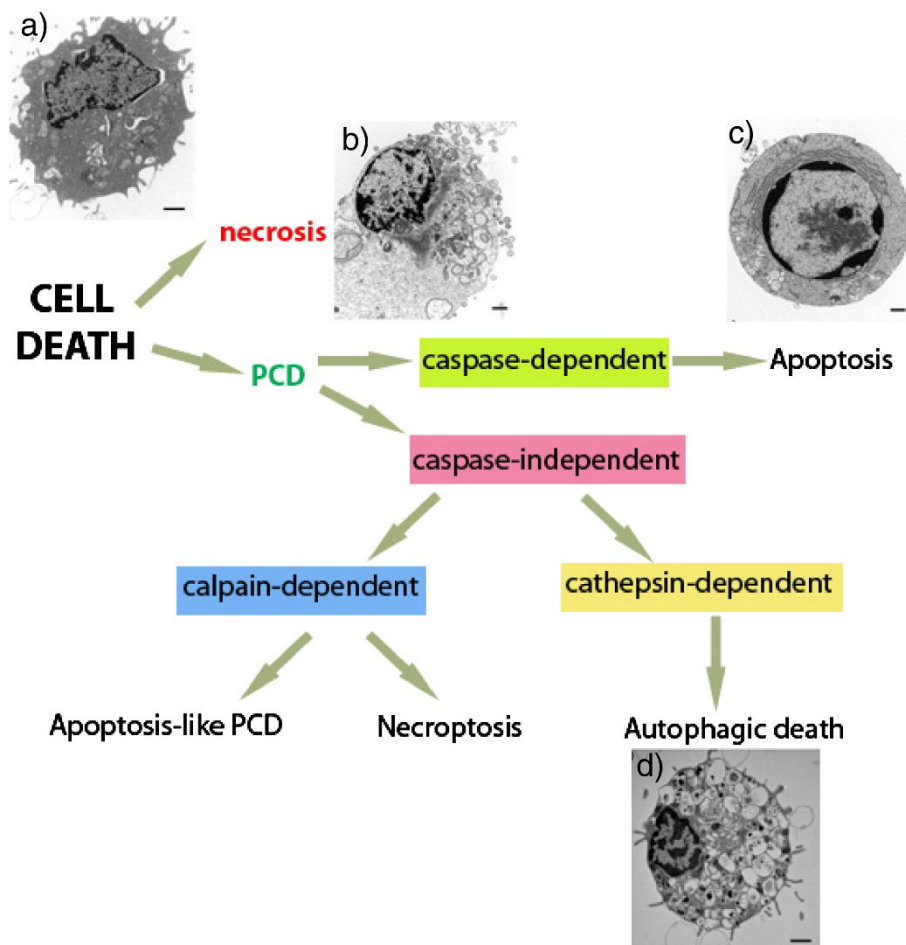 a)
b)
c)
necrosis
CELL
DEATH
PCD
caspase-dependent
Apoptosis
caspase-independent
calpain-dependent
cathepsin-dependent
Apoptosis-like PCD
Necroptosis
Autophagic death
d)